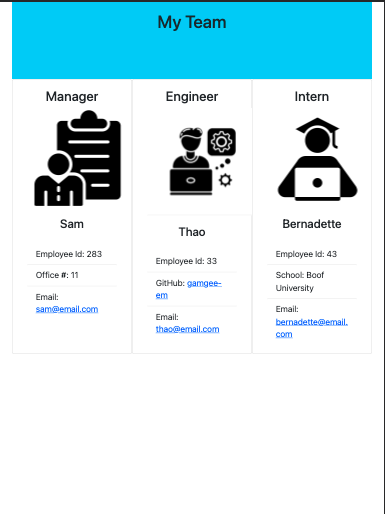 My Team
Manager
Engineer
Intern
Sam
Employee Id: 283
Office #: 11
Email:
sam@email.com
Thao
Employee Id: 33
GitHub: gamgee-
em
Email:
thao@email.com
Bernadette
Employee Id: 43
School: Boof
University
Email:
bernadette@email.
com